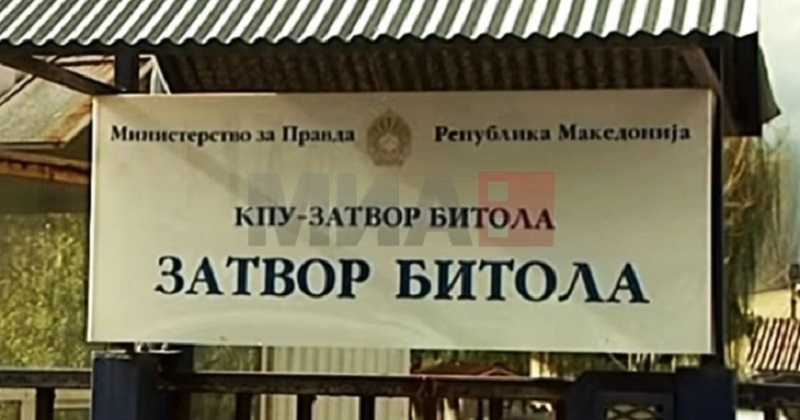 Министерство за Правда Република Македонија
КПУ-ЗАТВОР БИТОЛА
МИА
ЗАТВОР БИТОЛА